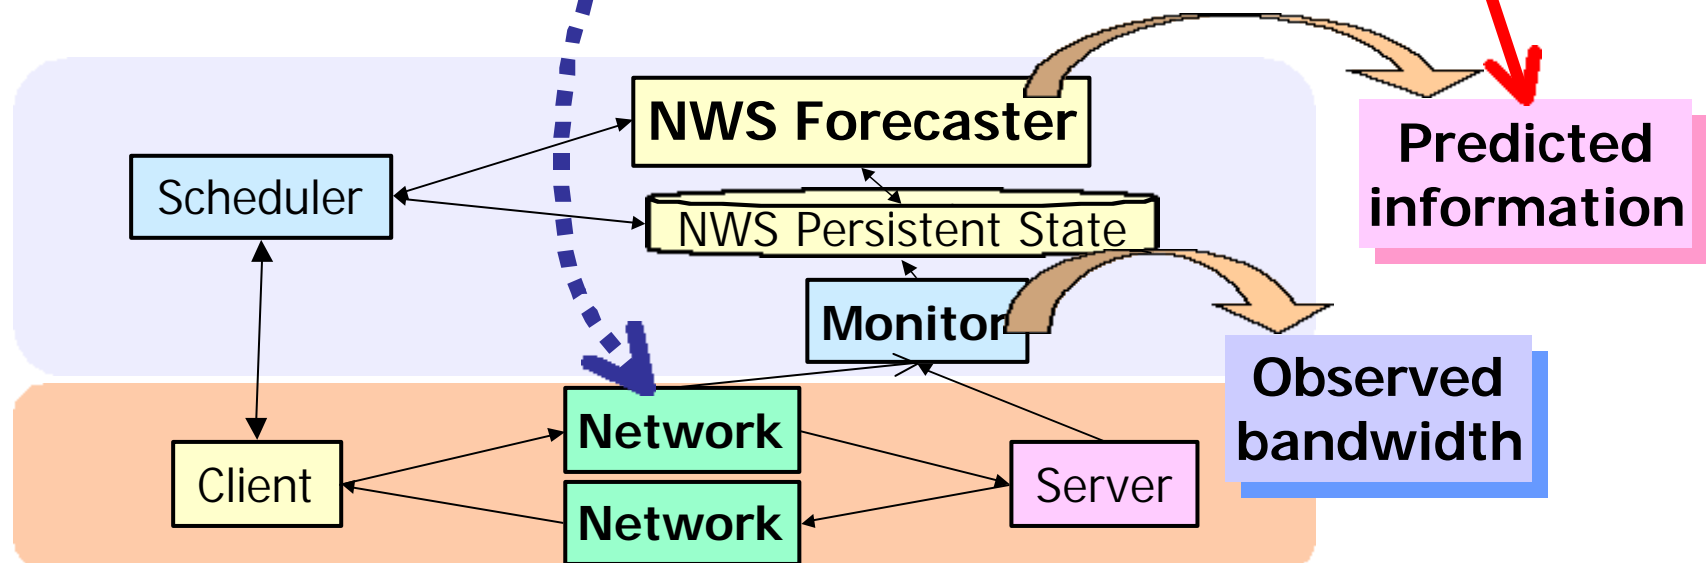 NWS Forecaster
Predicted
information
Scheduler
NWS Persistent State
Monitor
Observed
bandwidth
Network
Client
Server
Network